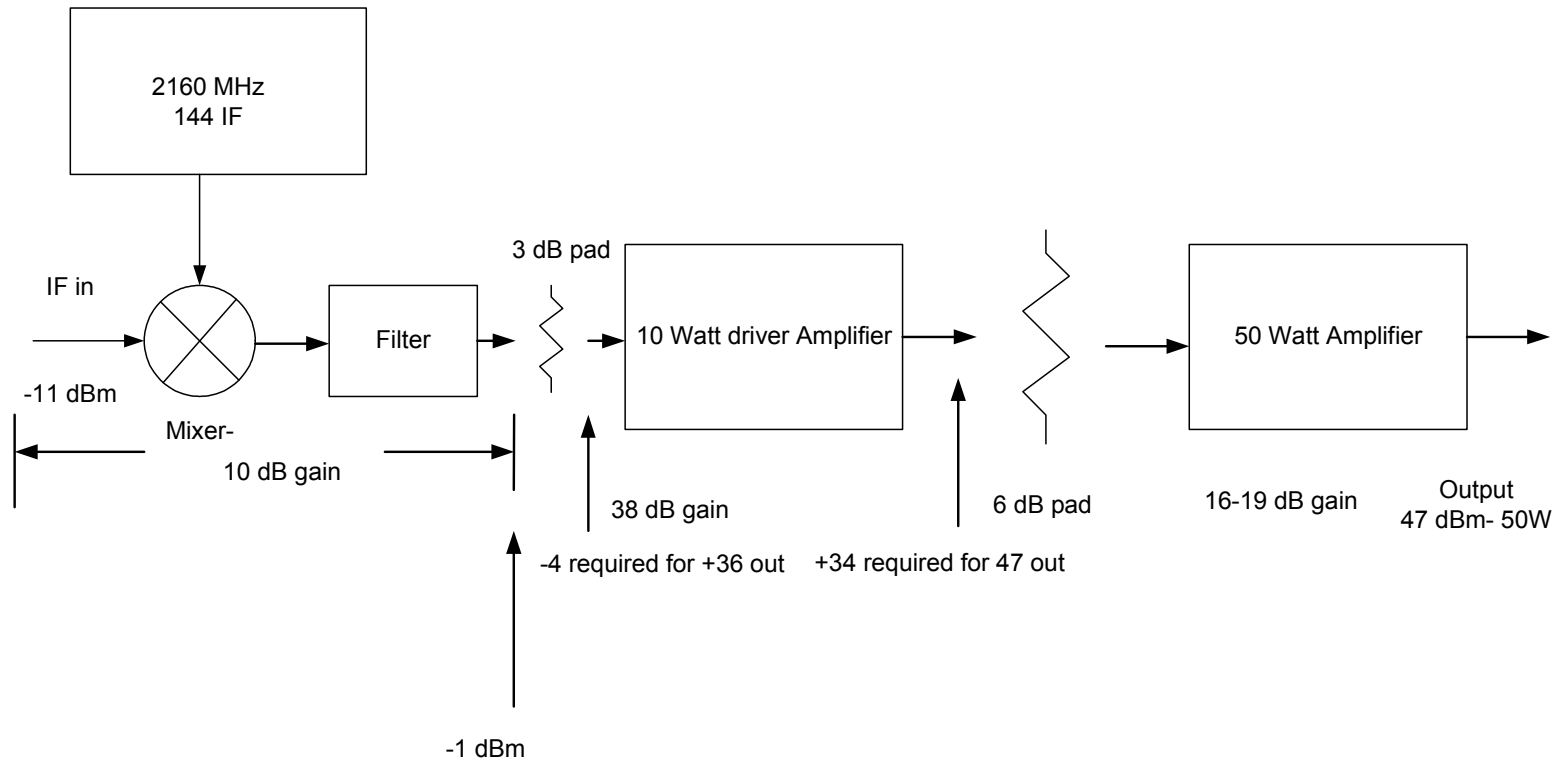 2160 MHz
144 IF
3 dB pad
IF in
Filter
10 Watt driver Amplifier
50 Watt Amplifier
-11 dBm
Mixer-
10 dB gain
38 dB gain
6 dB pad
16-19 dB gain
Output
47 dBm- 50W
-4 required for +36 out
+34 required for 47 out
-1 dBm